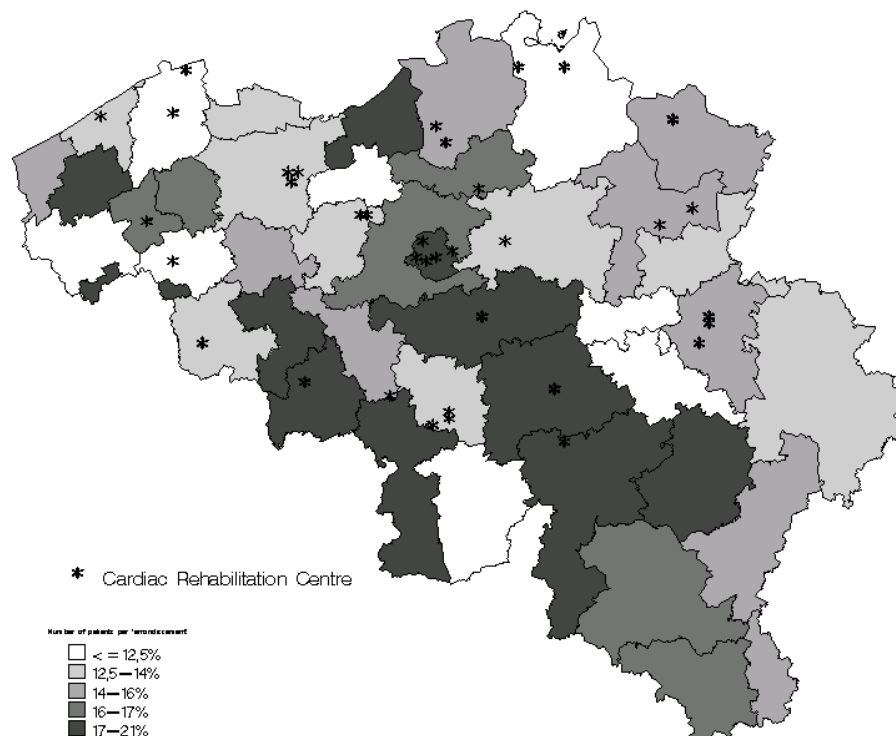 * Cardiac Rehabilitation Centre
Number of patients per 'arrondissement'
< = 12,5%
12,5—14%
14—16%
16—17%
17—21%